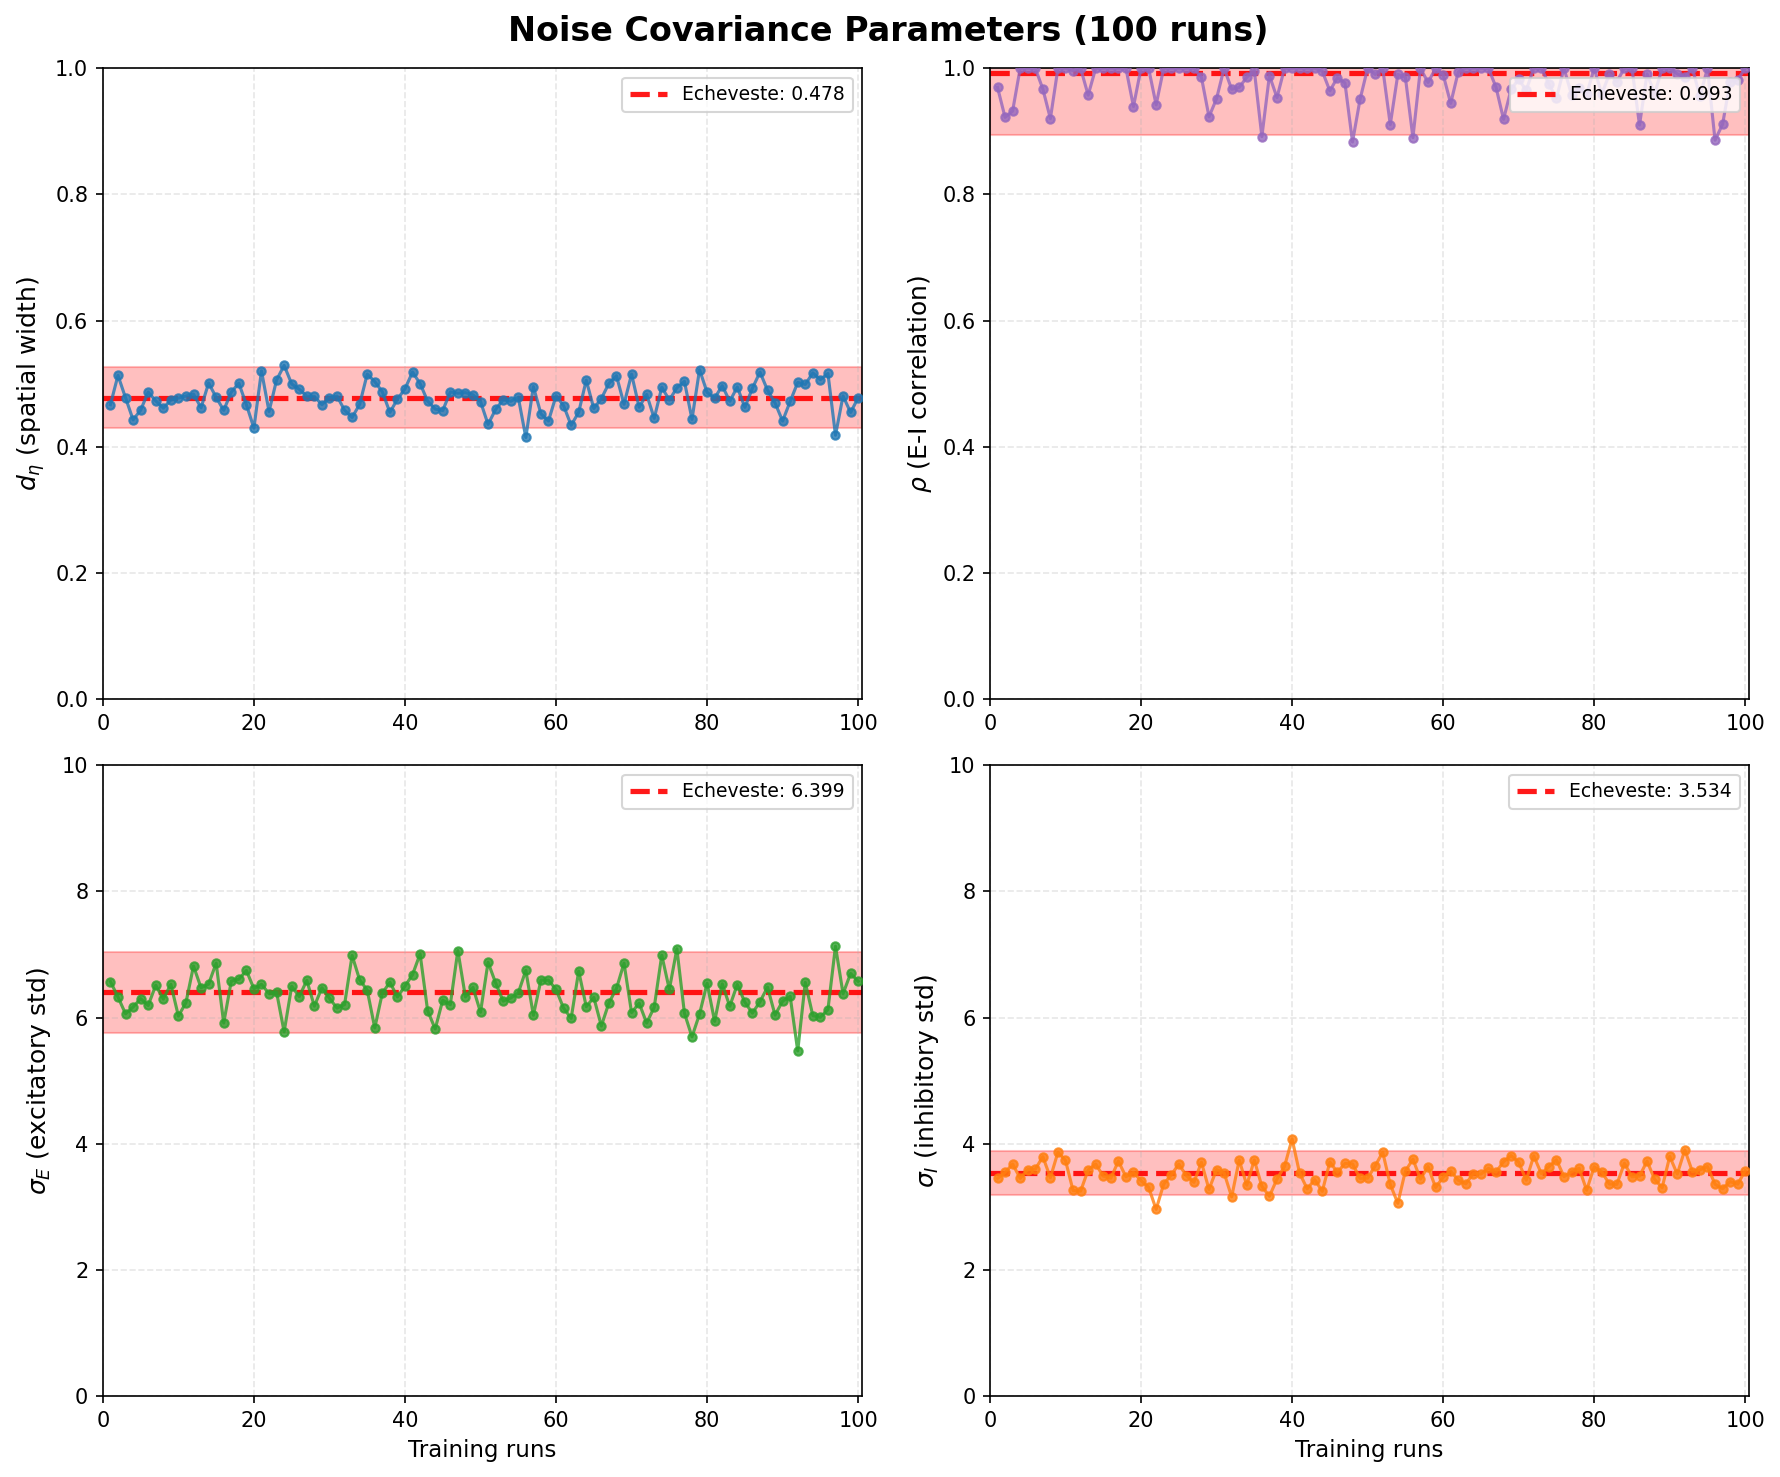 Noise Covariance Parameters (100 runs)
Echeveste: 0.478
d_η (spatial width)
1.0
0.8
0.6
0.4
0.2
0.0
0 20 40 60 80 100
Echeveste: 0.993
ρ (E-I correlation)
1.0
0.8
0.6
0.4
0.2
0.0
0 20 40 60 80 100
Echeveste: 6.399
σ_E (excitatory std)
10
8
6
4
2
0
0 20 40 60 80 100
Training runs
Echeveste: 3.534
σ_I (inhibitory std)
10
8
6
4
2
0
0 20 40 60 80 100
Training runs